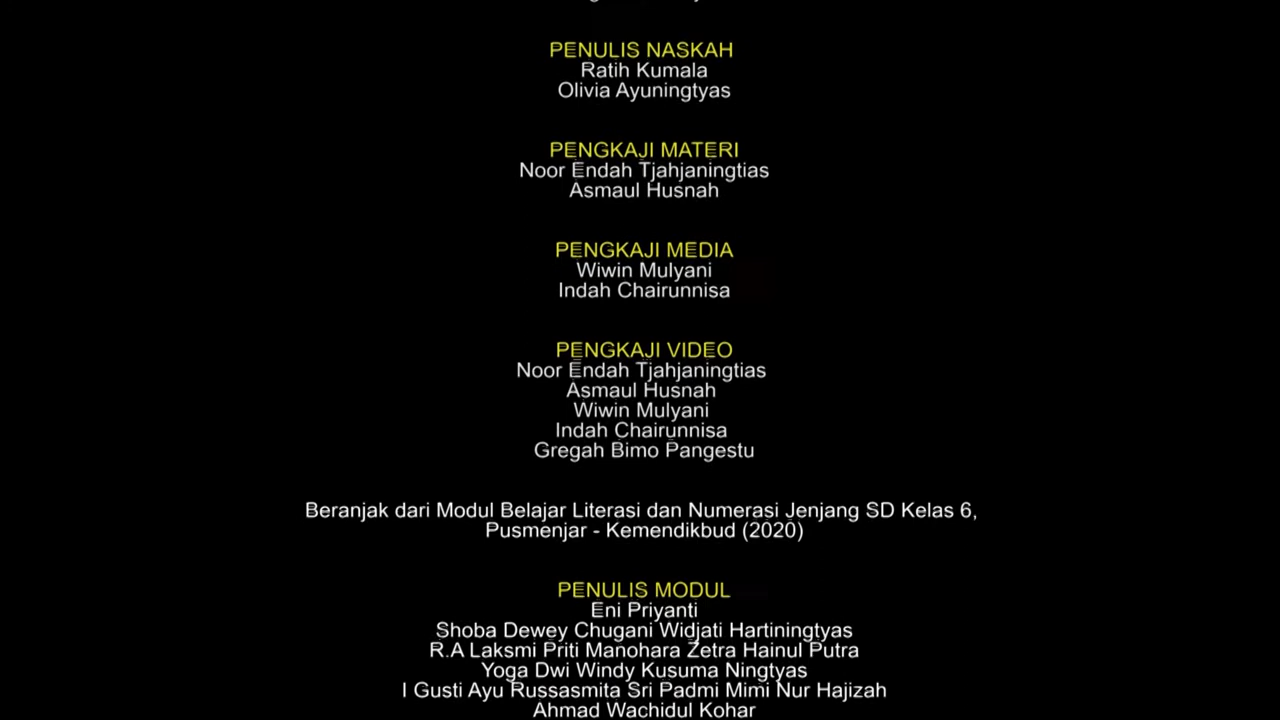 PENULIS NASKAH
Ratih Kumala
Olivia Ayuningtyas
PENGKAJI MATERI
Noor Endah Tjahjaningtias
Asmaul Husnah
PENGKAJI MEDIA
Wiwin Mulyani
Indah Chairunnisa
PENGKAJI VIDEO
Noor Endah Tjahjaningtias
Asmaul Husnah
Wiwin Mulyani
Indah Chairunnisa
Gregah Bimo Pangestu
Beranjak dari Modul Belajar Literasi dan Numerasi Jenjang SD Kelas 6,
Pusmenjar - Kemendikbud (2020)
PENULIS MODUL
Eni Priyanti
Shoba Dewey Chugani Widjati Hartiningtyas
R.A Laksmi Priti Manohara Zetra Hainul Putra
Yoga Dwi Windy Kusuma Ningtyas
I Gusti Ayu Russasmita Sri Padmi Mimi Nur Hajizah
Ahmad Wachidul Kohar